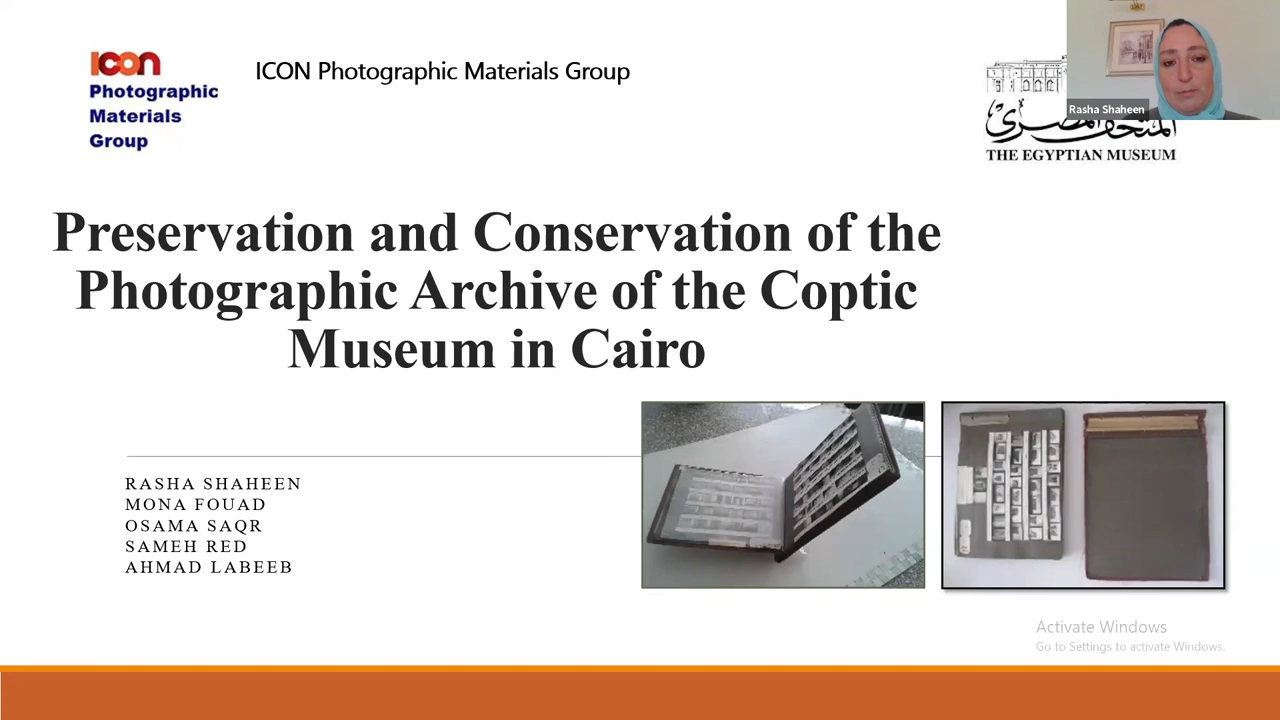 ICON
Photographic
Materials
Group
ICON Photographic Materials Group
Rasha Shaheen
المتحف المصرى
THE EGYPTIAN MUSEUM
Preservation and Conservation of the
Photographic Archive of the Coptic
Museum in Cairo
RASHA SHAHEEN
MONA FOUAD
OSAMA SAQR
SAMEH RED
AHMAD LABEEB
Activate Windows
Go to Settings to activate Windows.